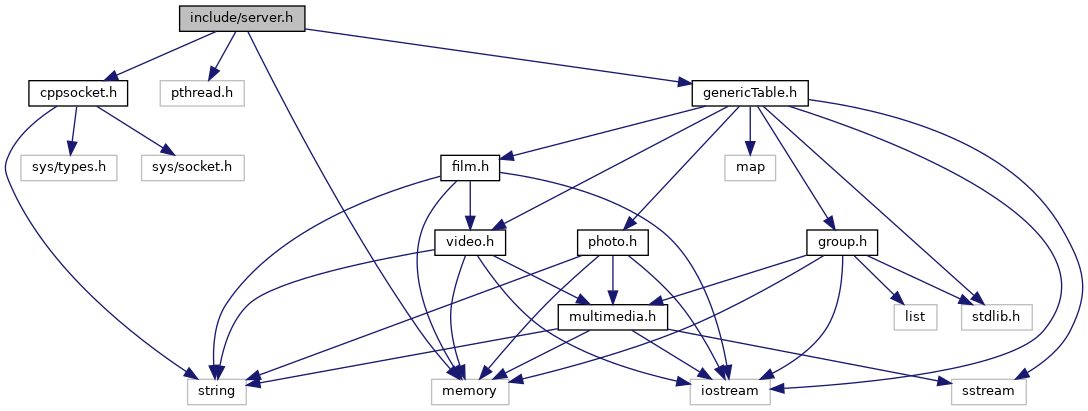 include/server.h
cppsocket.h
pthread.h
genericTable.h
sys/types.h
sys/socket.h
film.h
map
video.h
photo.h
group.h
multimedia.h
list
stdlib.h
string
memory
iostream
sstream